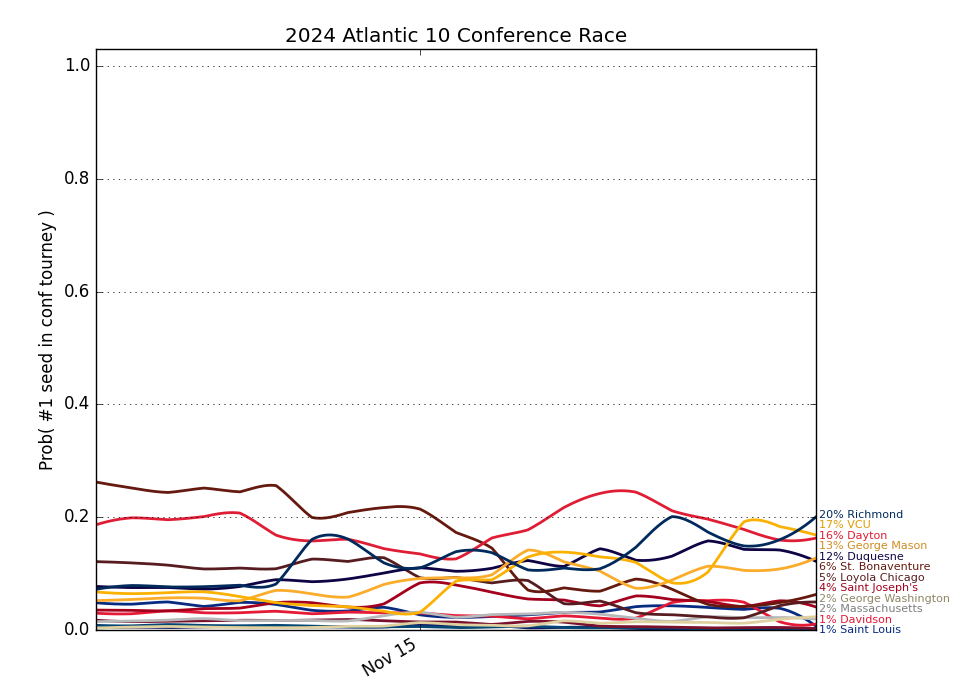 2024 Atlantic 10 Conference Race
Prob( #1 seed in conf tourney )
1.0
0.8
0.6
0.4
0.2
0.0
Nov 15
20% Richmond
17% VCU
16% Dayton
13% George Mason
12% Duquesne
6% St. Bonaventure
5% Loyola Chicago
4% Saint Joseph's
2% George Washington
2% Massachusetts
1% Davidson
1% Saint Louis